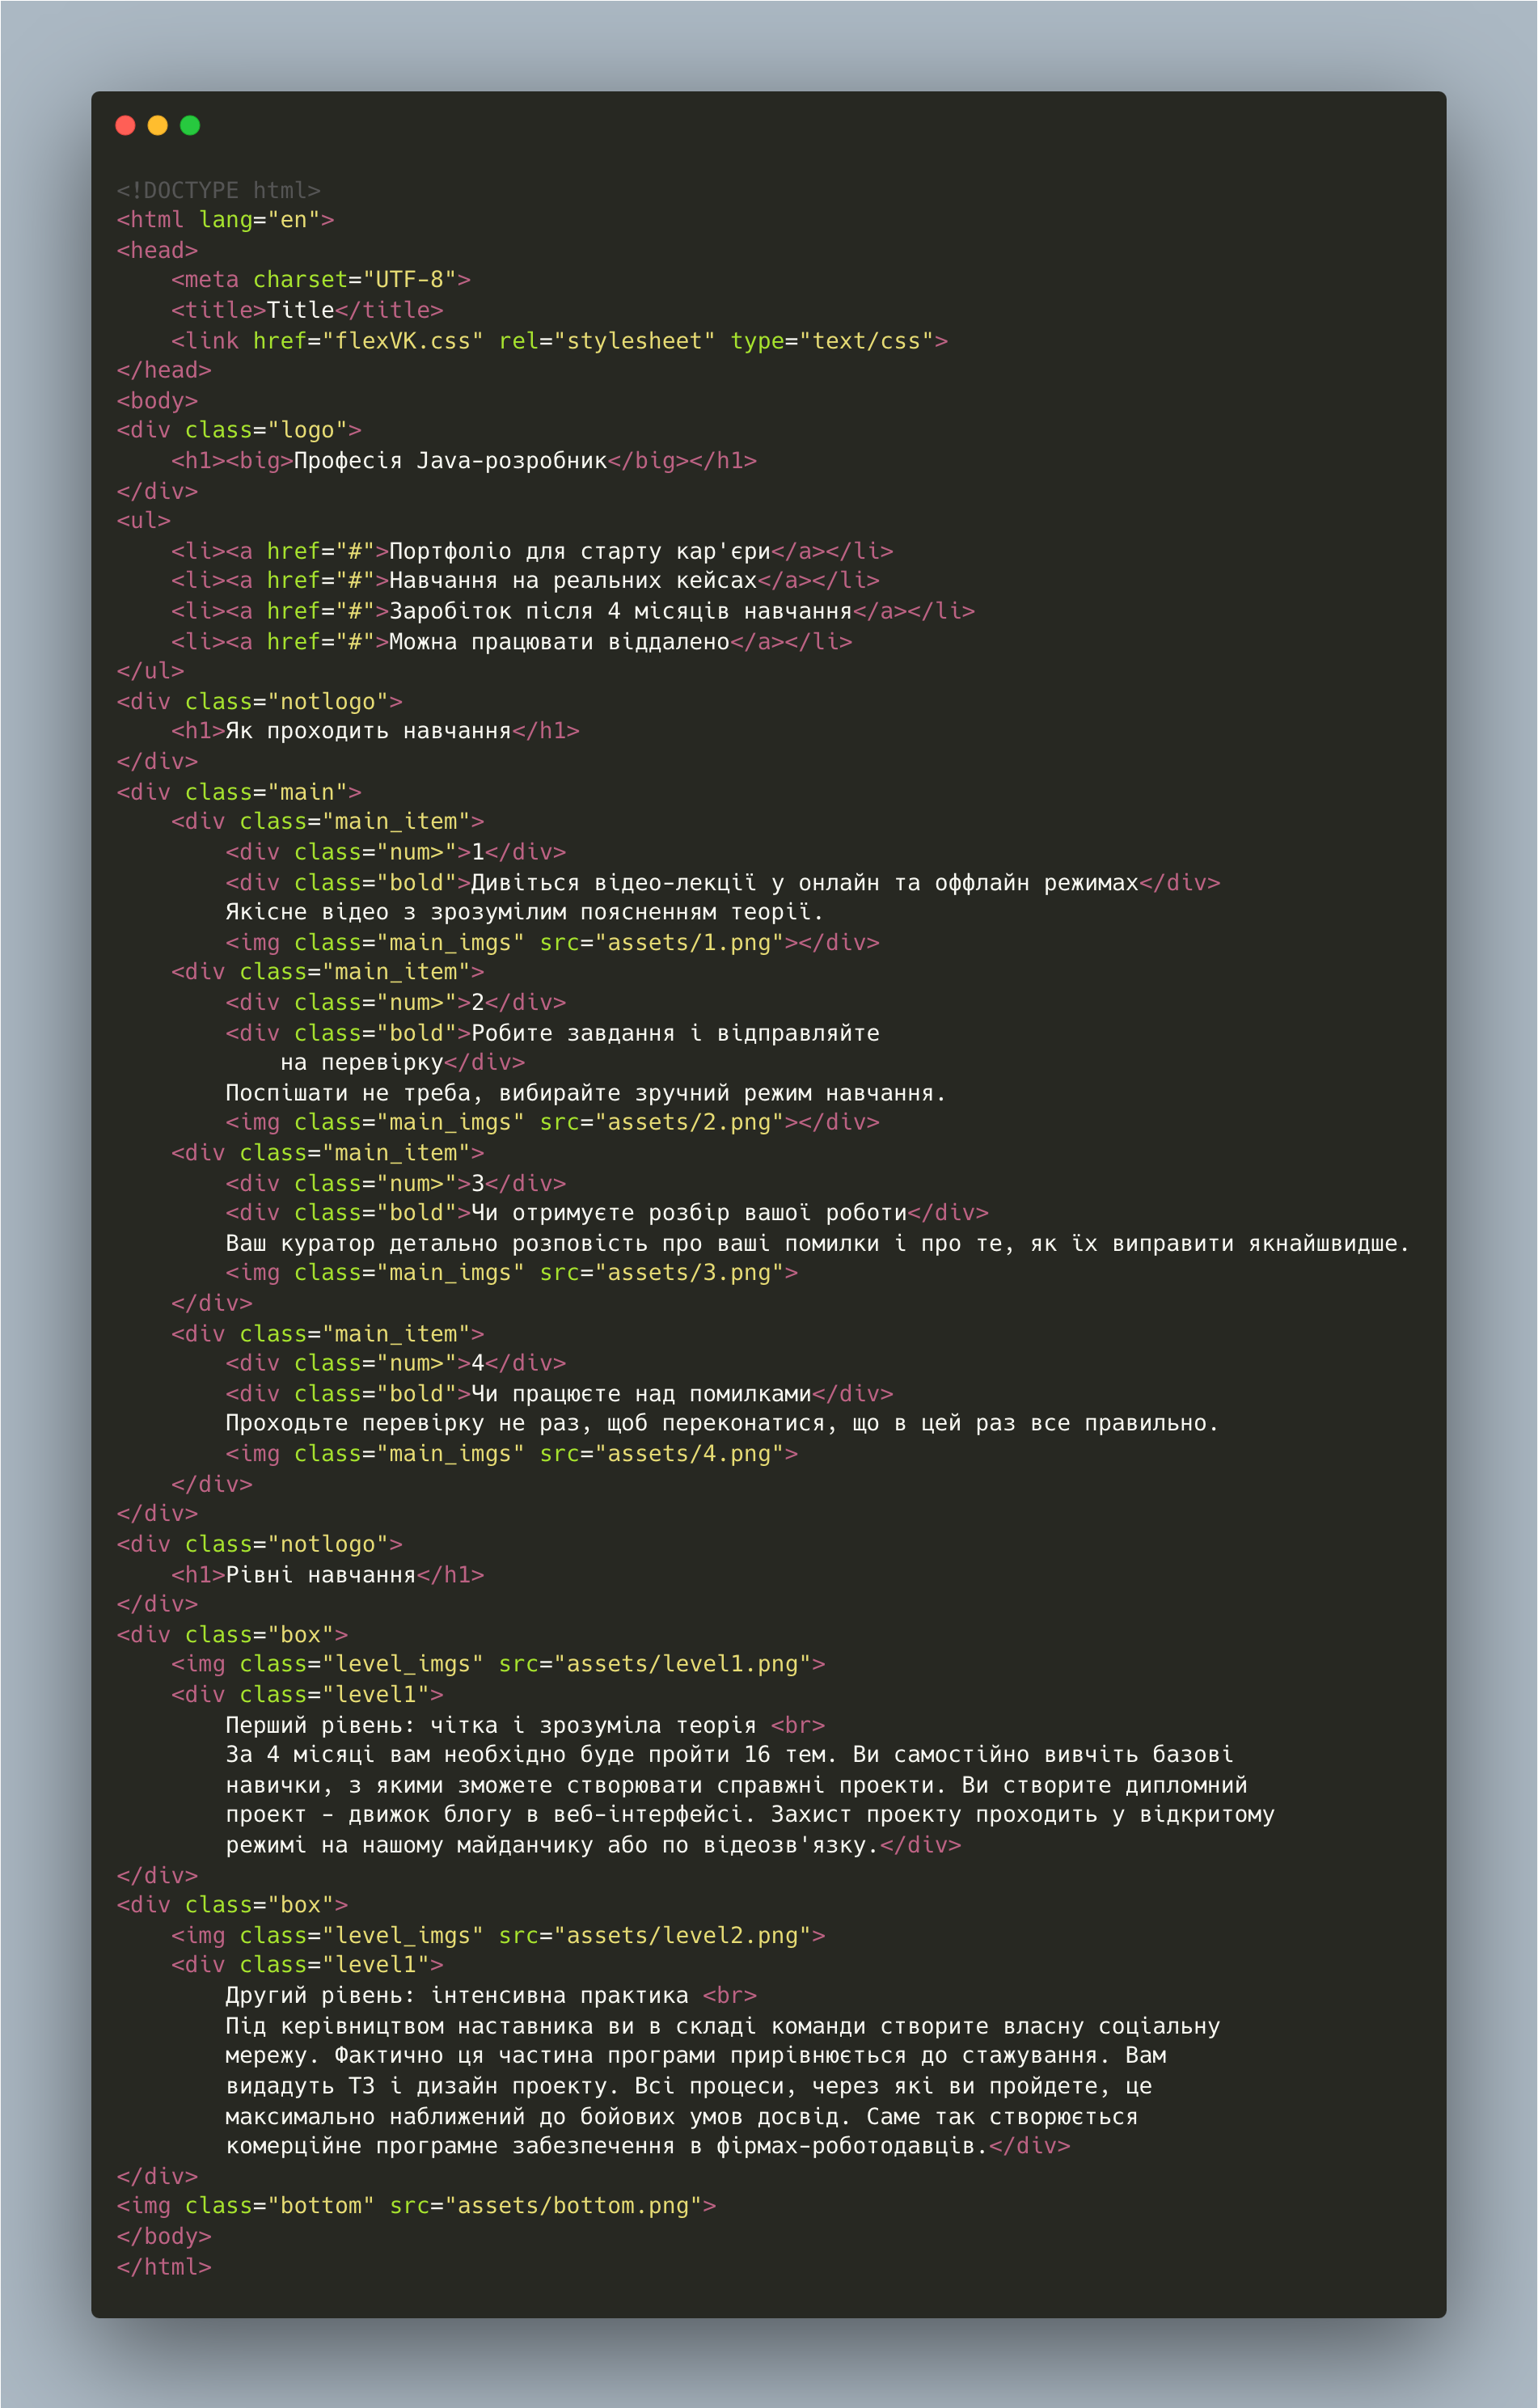 <!DOCTYPE html>
<html lang="en">
<head>
    <meta charset="UTF-8">
    <title>Title</title>
    <link href="flexVK.css" rel="stylesheet" type="text/css">
</head>
<body>
<div class="logo">
    <h1><big>Професія Java-розробник</big></h1>
</div>
<ul>
    <li><a href="#">Портфоліо для старту кар'єри</a></li>
    <li><a href="#">Навчання на реальних кейсах</a></li>
    <li><a href="#">Заробіток після 4 місяців навчання</a></li>
    <li><a href="#">Можна працювати віддалено</a></li>
</ul>
<div class="notlogo">
    <h1>Як проходить навчання</h1>
</div>
<div class="main">
    <div class="main_item">
        <div class="num>">1</div>
        <div class="bold">Дивіться відео-лекції у онлайн та оффлайн режимах</div>
        Якісне відео з зрозумілим поясненням теорії.
        <img class="main_imgs" src="assets/1.png"></div>
    <div class="main_item">
        <div class="num>">2</div>
        <div class="bold">Робите завдання і відправляйте
            на перевірку</div>
        Поспішати не треба, вибирайте зручний режим навчання.
        <img class="main_imgs" src="assets/2.png"></div>
    <div class="main_item">
        <div class="num>">3</div>
        <div class="bold">Чи отримуєте розбір вашої роботи</div>
        Ваш куратор детально розповість про ваші помилки і про те, як їх виправити якнайшвидше.
        <img class="main_imgs" src="assets/3.png">
    </div>
    <div class="main_item">
        <div class="num>">4</div>
        <div class="bold">Чи працюєте над помилками</div>
        Проходьте перевірку не раз, щоб переконатися, що в цей раз все правильно.
        <img class="main_imgs" src="assets/4.png">
    </div>
</div>
<div class="notlogo">
    <h1>Рівні навчання</h1>
</div>
<div class="box">
    <img class="level_imgs" src="assets/level1.png">
    <div class="level1">
        Перший рівень: чітка і зрозуміла теорія <br>
        За 4 місяці вам необхідно буде пройти 16 тем. Ви самостійно вивчіть базові
        навички, з якими зможете створювати справжні проекти. Ви створите дипломний
        проект - движок блогу в веб-інтерфейсі. Захист проекту проходить у відкритому
        режимі на нашому майданчику або по відеозв'язку.</div>
</div>
<div class="box">
    <img class="level_imgs" src="assets/level2.png">
    <div class="level1">
        Другий рівень: інтенсивна практика <br>
        Під керівництвом наставника ви в складі команди створите власну соціальну
        мережу. Фактично ця частина програми прирівнюється до стажування. Вам
        видадуть ТЗ і дизайн проекту. Всі процеси, через які ви пройдете, це
        максимально наближений до бойових умов досвід. Саме так створюється
        комерційне програмне забезпечення в фірмах-роботодавців.</div>
</div>
<img class="bottom" src="assets/bottom.png">
</body>
</html>